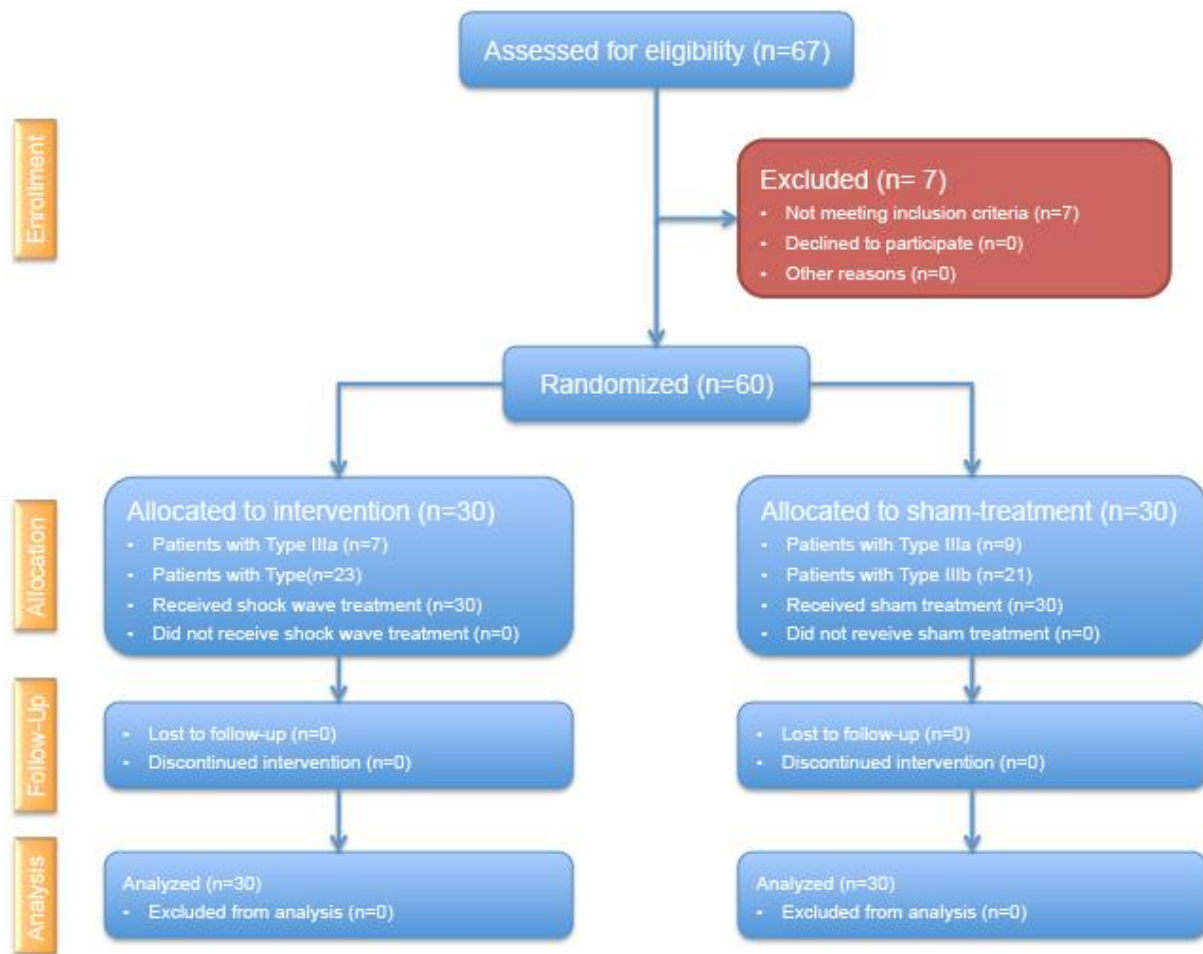 Assessed for eligibility (n=67)
Enrollment
Excluded (n= 7)
• Not meeting inclusion criteria (n=7)
• Declined to participate (n=0)
• Other reasons (n=0)
Randomized (n=60)
Allocation
Allocated to intervention (n=30)
• Patients with Type IIIa (n=7)
• Patients with Type(n=23)
• Received shock wave treatment (n=30)
• Did not receive shock wave treatment (n=0)
Allocated to sham-treatment (n=30)
• Patients with Type IIIa (n=9)
• Patients with Type IIIb (n=21)
• Received sham treatment (n=30)
• Did not reveive sham treatment (n=0)
Follow-Up
• Lost to follow-up (n=0)
• Discontinued intervention (n=0)
• Lost to follow-up (n=0)
• Discontinued intervention (n=0)
Analysis
Analyzed (n=30)
• Excluded from analysis (n=0)
Analyzed (n=30)
• Excluded from analysis (n=0)